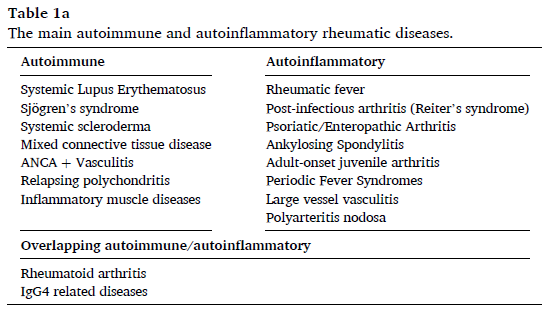 Table 1a
The main autoimmune and autoinflammatory rheumatic diseases.
Autoimmune Autoinflammatory
Systemic Lupus Erythematosus Rheumatic fever
Sjögren's syndrome Post-infectious arthritis (Reiter's syndrome)
Systemic scleroderma Psoriatic/Enteropathic Arthritis
Mixed connective tissue disease Ankylosing Spondylitis
ANCA + Vasculitis Adult-onset juvenile arthritis
Relapsing polychondritis Periodic Fever Syndromes
Inflammatory muscle diseases Large vessel vasculitis
Polyarteritis nodosa
Overlapping autoimmune/autoinflammatory
Rheumatoid arthritis
IgG4 related diseases